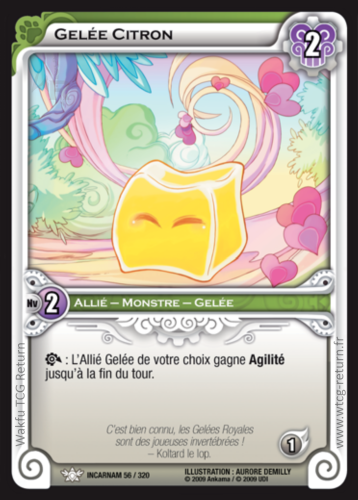 GELÉE CITRON
2
Nv 2
ALLIÉ – MONSTRE – GELÉE
: L'Allié Gelée de votre choix gagne Agilité
jusqu'à la fin du tour.
C'est bien connu, les Gelées Royales
sont des joueuses invertébrées !
– Koltard le Iop.
1
INCARNAM 56 / 320
ILLUSTRATION : AURORE DEMILLY
© 2009 Ankama / © 2009 UDE
Wakfu TCG Return
www.wtcg-return.fr